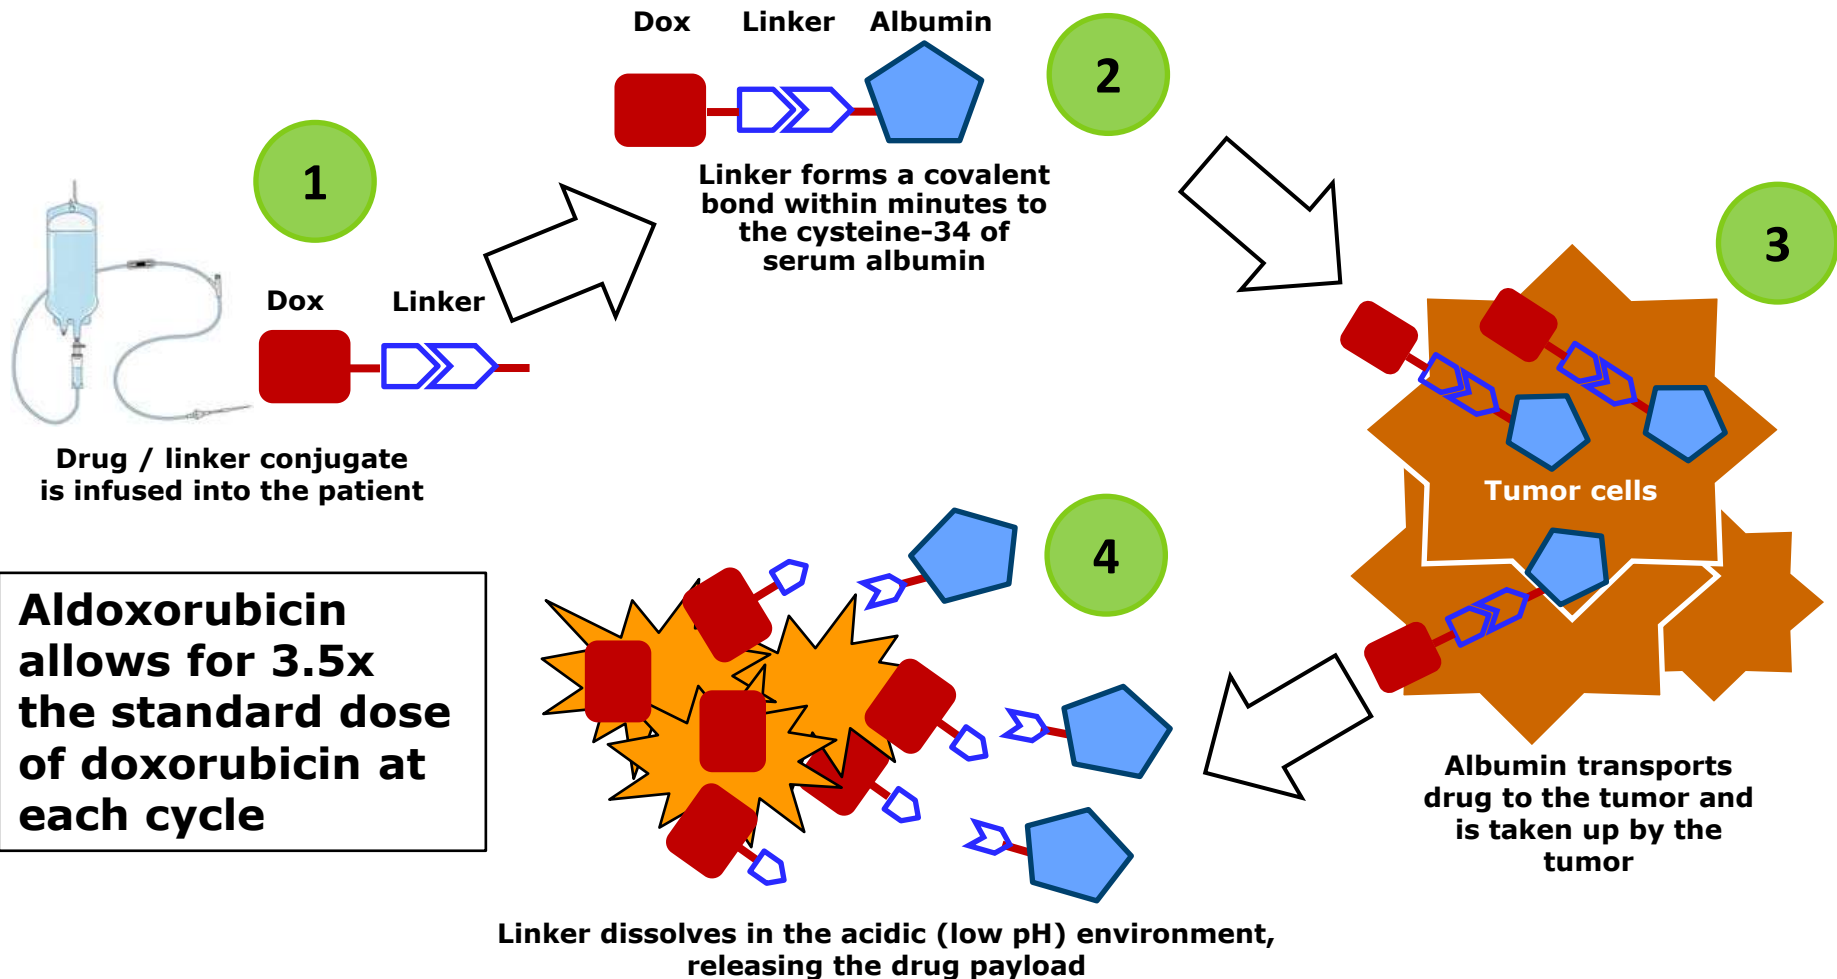 1
Dox Linker
Drug / linker conjugate
is infused into the patient
Dox Linker Albumin
2
Linker forms a covalent
bond within minutes to
the cysteine-34 of
serum albumin
3
Tumor cells
Albumin transports
drug to the tumor and
is taken up by the
tumor
4
Linker dissolves in the acidic (low pH) environment,
releasing the drug payload
Aldoxorubicin
allows for 3.5x
the standard dose
of doxorubicin at
each cycle